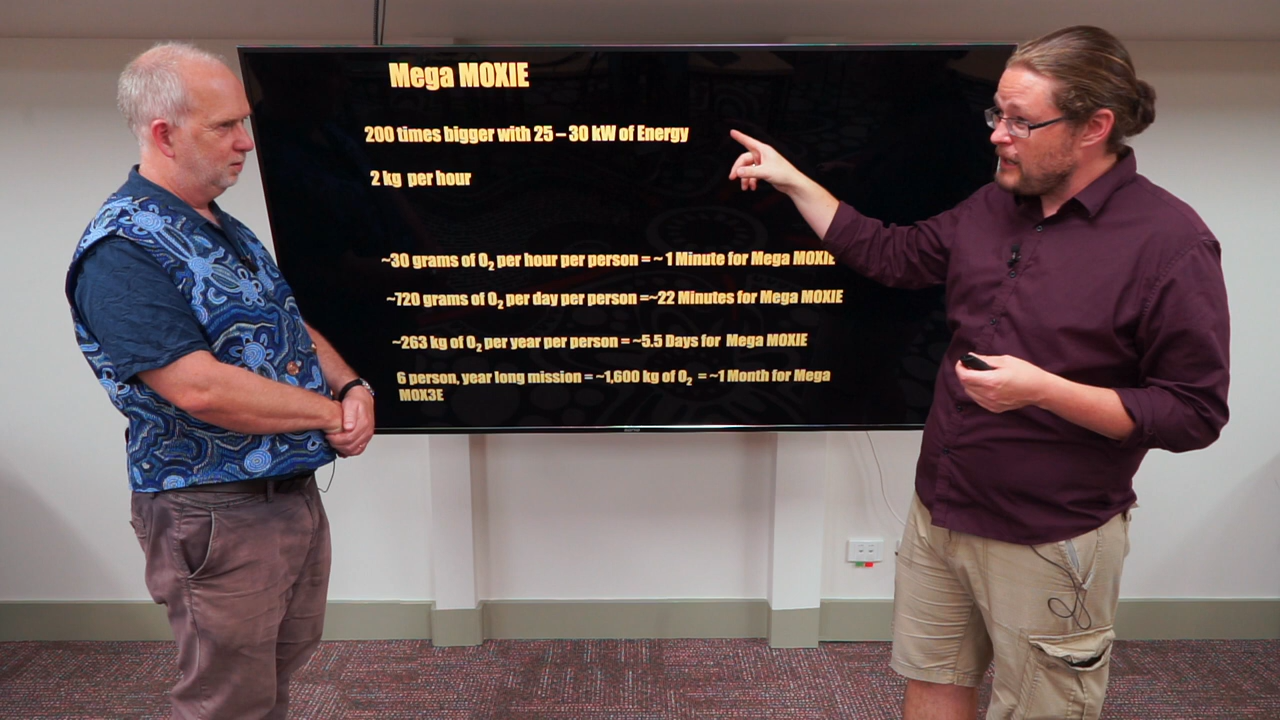 Mega MOXIE
200 times bigger with 25 – 30 kW of Energy
2 kg per hour
~30 grams of O₂ per hour per person = ~ 1 Minute for Mega MOXIE
~720 grams of O₂ per day per person =~22 Minutes for Mega MOXIE
~263 kg of O₂ per year per person = ~5.5 Days for Mega MOXIE
6 person, year long mission = ~1,600 kg of O₂ = ~1 Month for Mega
MOX3E